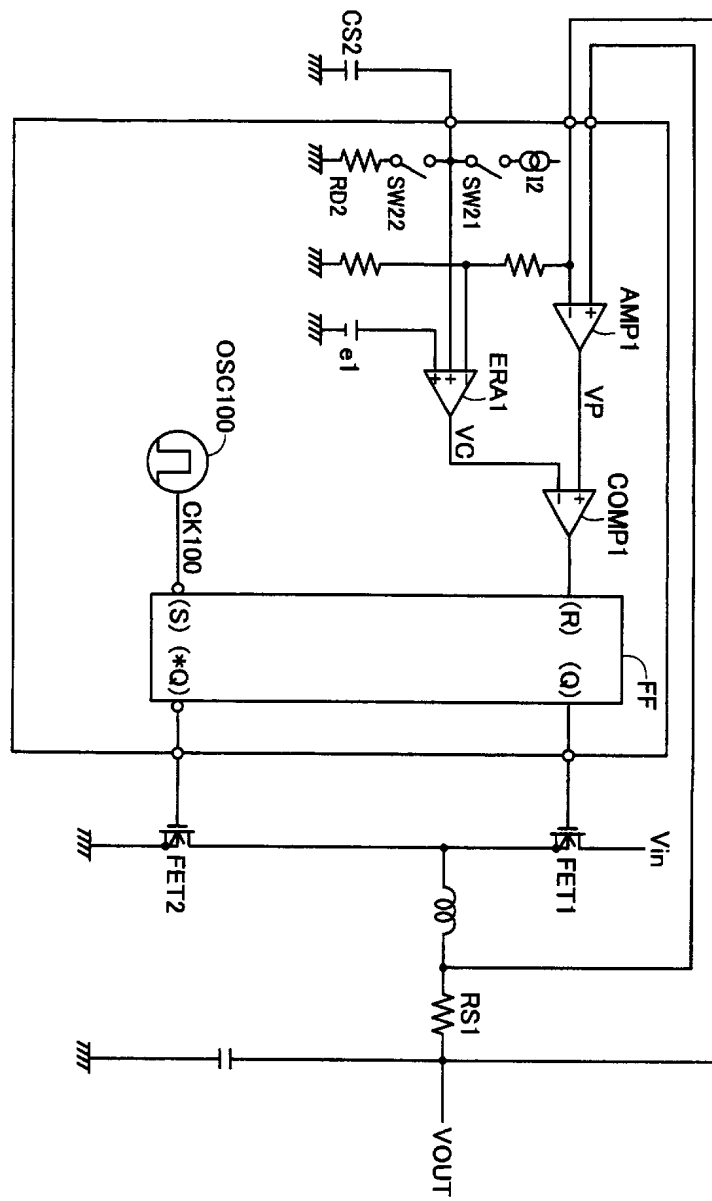 CS2
RD2
SW22
SW21
I2
e1
ERA1
AMP1
VP
VC
COMP1
OSC100
CK100
(S)
(*Q)
(R)
(Q)
FF
FET2
FET1
Vin
RS1
VOUT